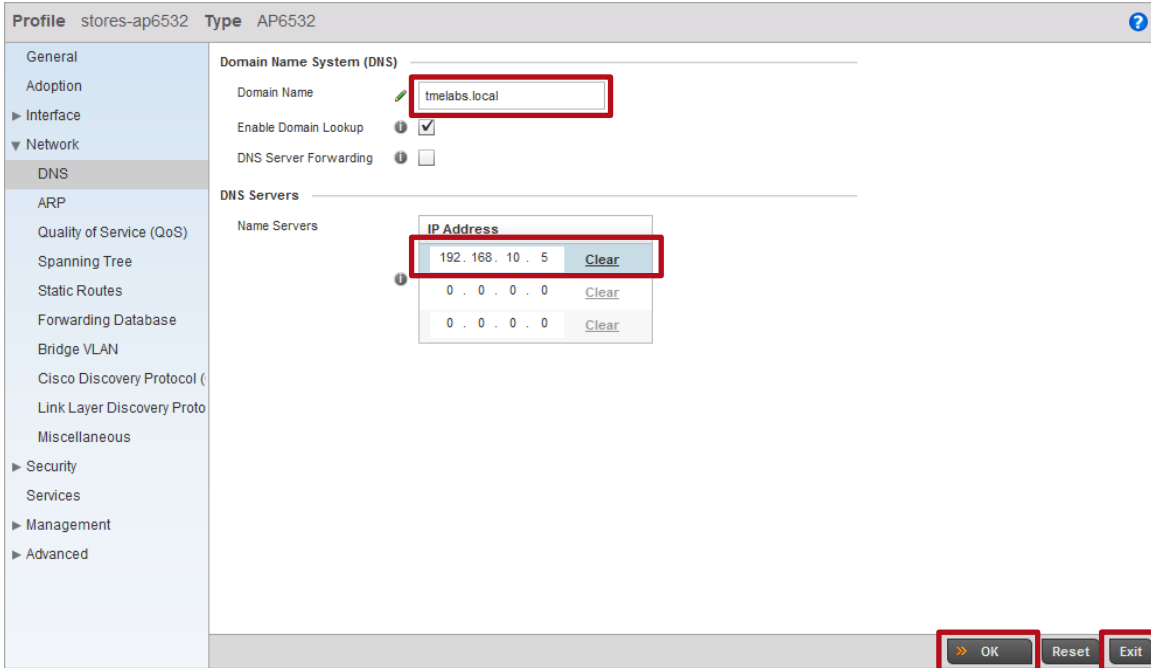 Profile stores-ap6532 Type AP6532
General
Adoption
Interface
Network
DNS
ARP
Quality of Service (QoS)
Spanning Tree
Static Routes
Forwarding Database
Bridge VLAN
Cisco Discovery Protocol (
Link Layer Discovery Proto
Miscellaneous
Security
Services
Management
Advanced
Domain Name System (DNS)
Domain Name tmelabs.local
Enable Domain Lookup
DNS Server Forwarding
DNS Servers
Name Servers
IP Address
192 . 168 . 10 . 5 Clear
0 . 0 . 0 . 0 Clear
0 . 0 . 0 . 0 Clear
OK Reset Exit